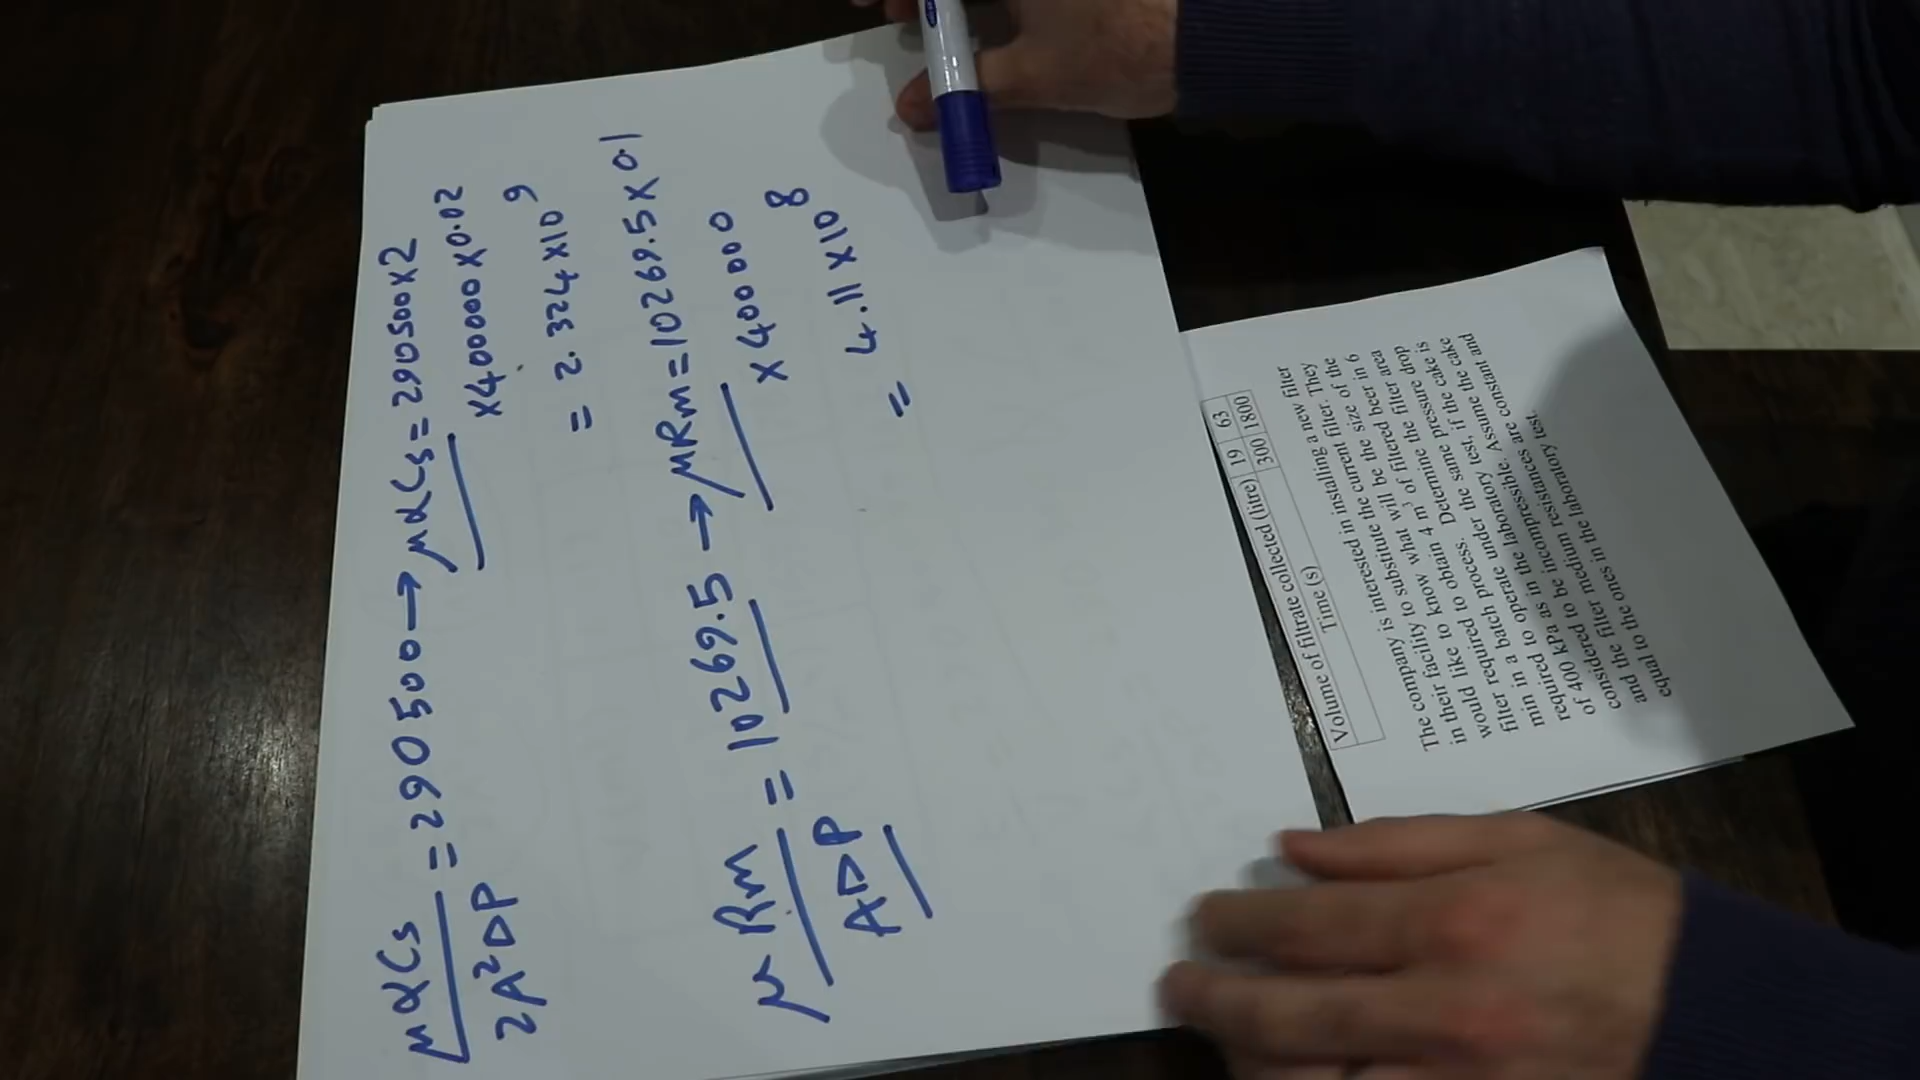 μαCs / 2A²ΔP = 290500 → μαCs = 290500 x 2
x 400000 x 0.02
= 2.324 x 10⁹
μRm / AΔP = 10269.5 → μRm = 10269.5 x 0.1
x 400000
= 4.11 x 10⁸
Volume of filtrate collected (litre) 19 63
Time (s) 300 1800
The company is interested in installing a new filter
in their facility to substitute the current filter. They
would like to know what will be the size of the
filter required to obtain 4 m³ of filtered beer in 6
min in a batch process. Determine the filter area
required to operate under the same pressure drop
of 400 kPa as in the laboratory test, if the cake is
considered to be incompressible. Assume the cake
and the filter medium resistances are constant and
equal to the ones in the laboratory test.